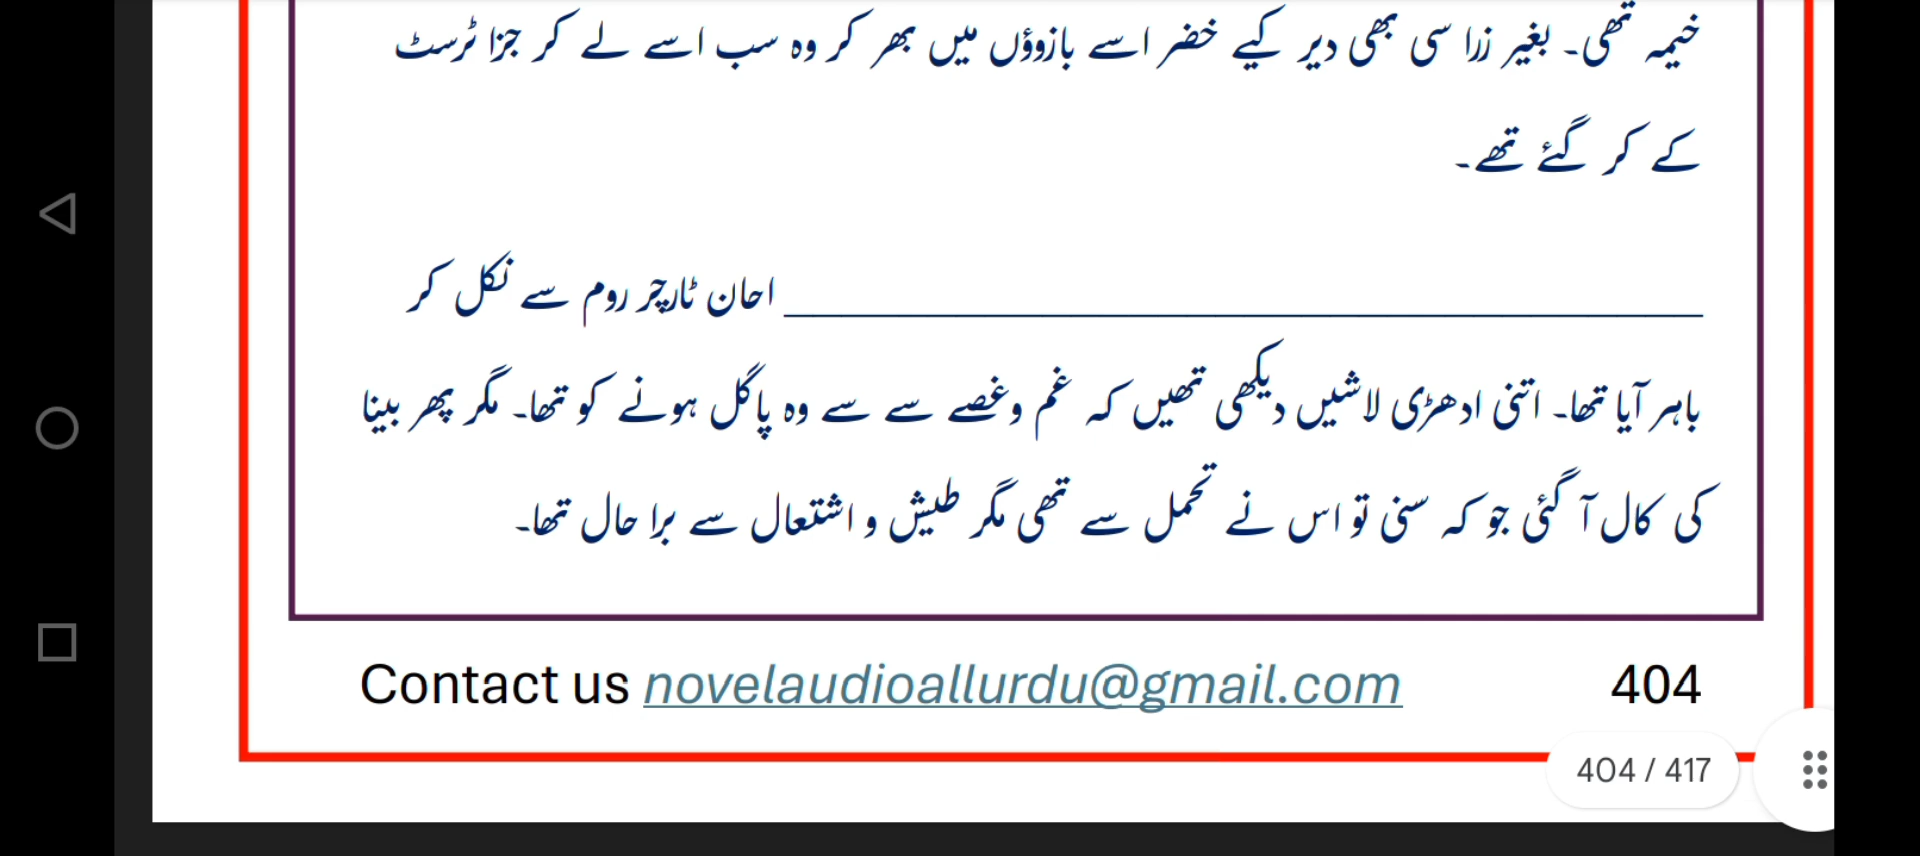 خیمہ تھی۔ بغیر زرا سی بھی دیر کیے خضر اسے بازوؤں میں بھر کر وہ سب اسے لے کر جزا ٹرسٹ
کے کر گئے تھے۔
________________________________ احان ٹارچر روم سے نکل کر
باہر آیا تھا۔ اتنی ادھڑی لاشیں دیکھی تھیں کہ غم وغصے سے سے وہ پاگل ہونے کو تھا۔ مگر پھر بینا
کی کال آ گئی جو کہ سنی تو اس نے تحمل سے تھی مگر طیش و اشتعال سے برا حال تھا۔
Contact us novelaudioallurdu@gmail.com 404
404 / 417